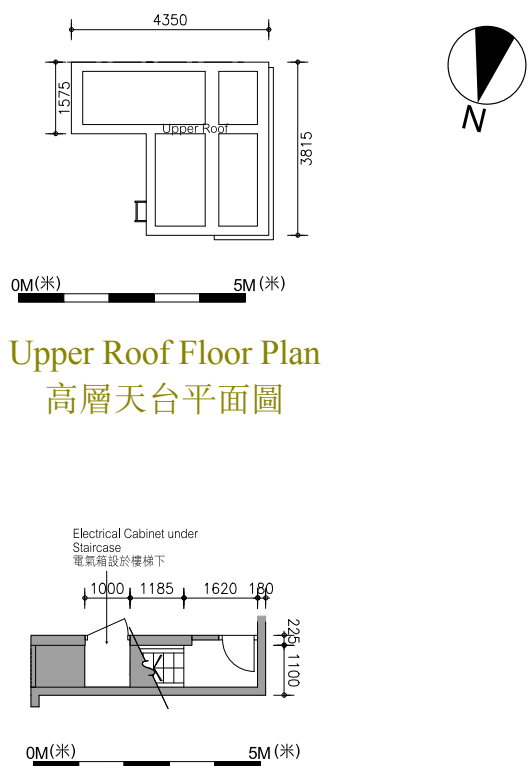 4350
N
1575
Upper Roof
3815
0M(米) 5M(米)
Upper Roof Floor Plan
高層天台平面圖
Electrical Cabinet under
Staircase
電氣箱設於樓梯下
1000 1185 1620 180
225
1100
0M(米) 5M(米)